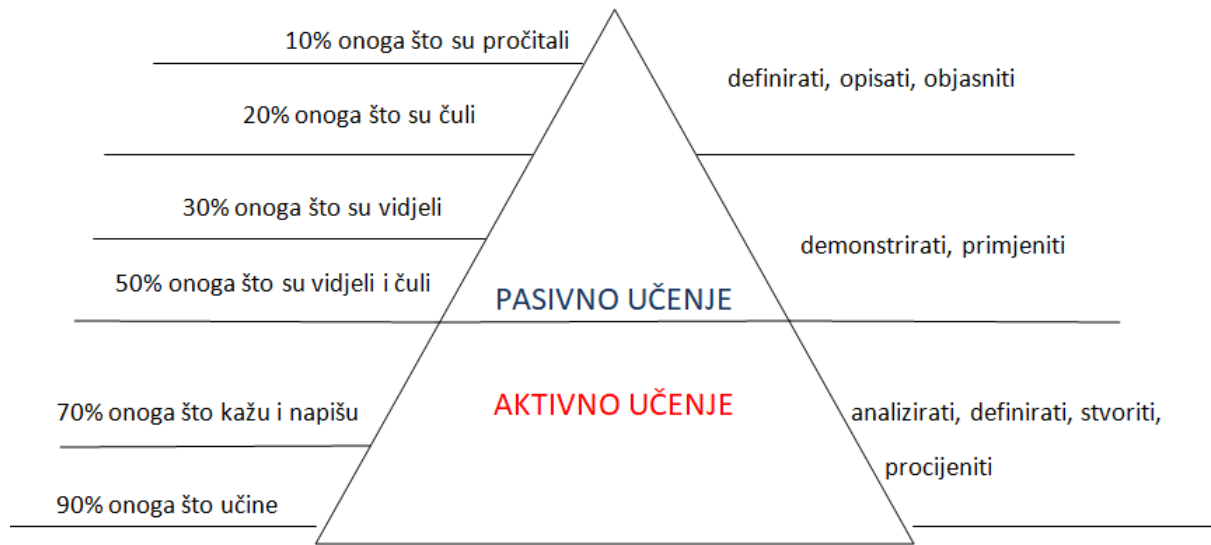 10% onoga što su pročitali
definirati, opisati, objasniti
20% onoga što su čuli
30% onoga što su vidjeli
demonstrirati, primjeniti
50% onoga što su vidjeli i čuli
PASIVNO UČENJE
AKTIVNO UČENJE
70% onoga što kažu i napišu
analizirati, definirati, stvoriti,
procijeniti
90% onoga što učine